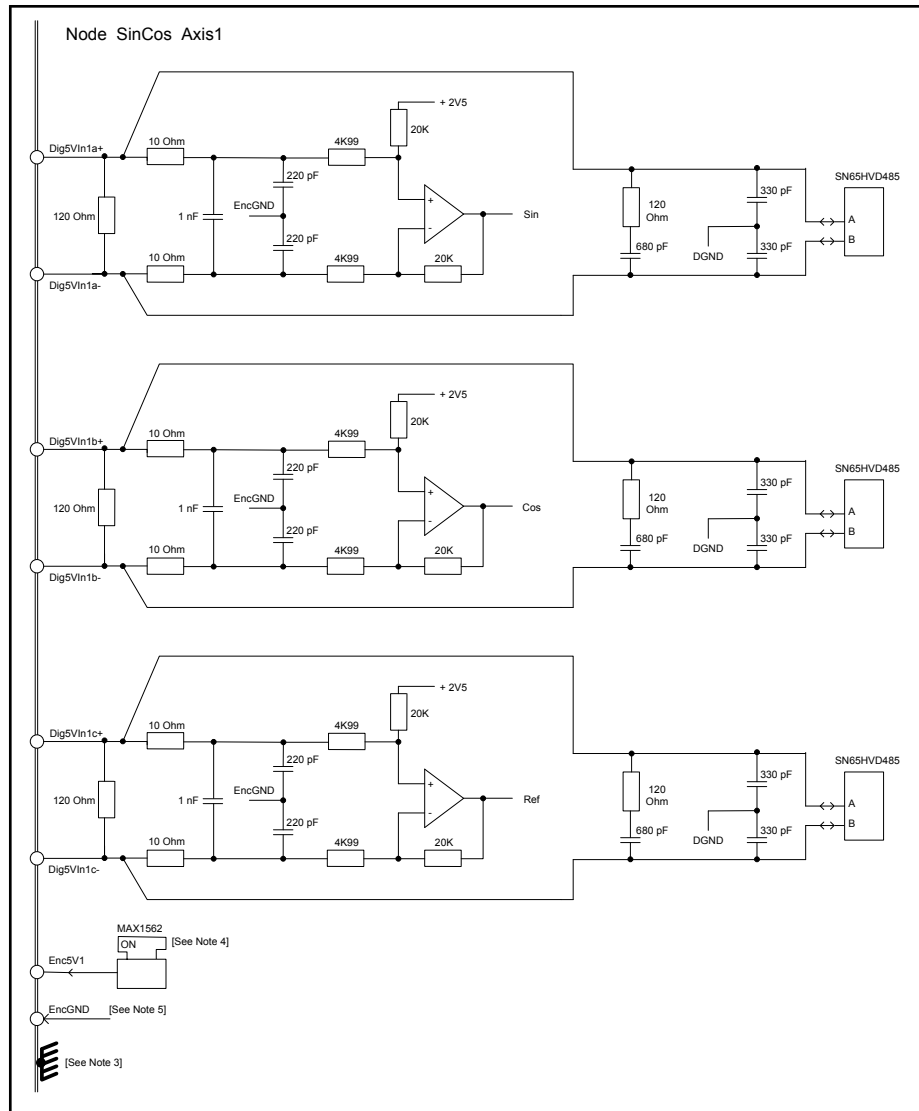 Node SinCos Axis1
+ 2V5
20K
Dig5VIn1a+
10 Ohm
4K99
220 pF
SN65HVD485
330 pF
120 Ohm
1 nF
EncGND
+
-
Sin
120
Ohm
A
B
220 pF
680 pF
DGND
330 pF
10 Ohm
4K99
20K
Dig5VIn1a-
+ 2V5
20K
Dig5VIn1b+
10 Ohm
4K99
220 pF
SN65HVD485
330 pF
120 Ohm
1 nF
EncGND
+
-
Cos
120
Ohm
A
B
220 pF
680 pF
DGND
330 pF
10 Ohm
4K99
20K
Dig5VIn1b-
+ 2V5
20K
Dig5VIn1c+
10 Ohm
4K99
220 pF
SN65HVD485
330 pF
120 Ohm
1 nF
EncGND
+
-
Ref
120
Ohm
A
B
220 pF
680 pF
DGND
330 pF
10 Ohm
4K99
20K
Dig5VIn1c-
MAX1562
ON
[See Note 4]
Enc5V1
EncGND
[See Note 5]
[See Note 3]